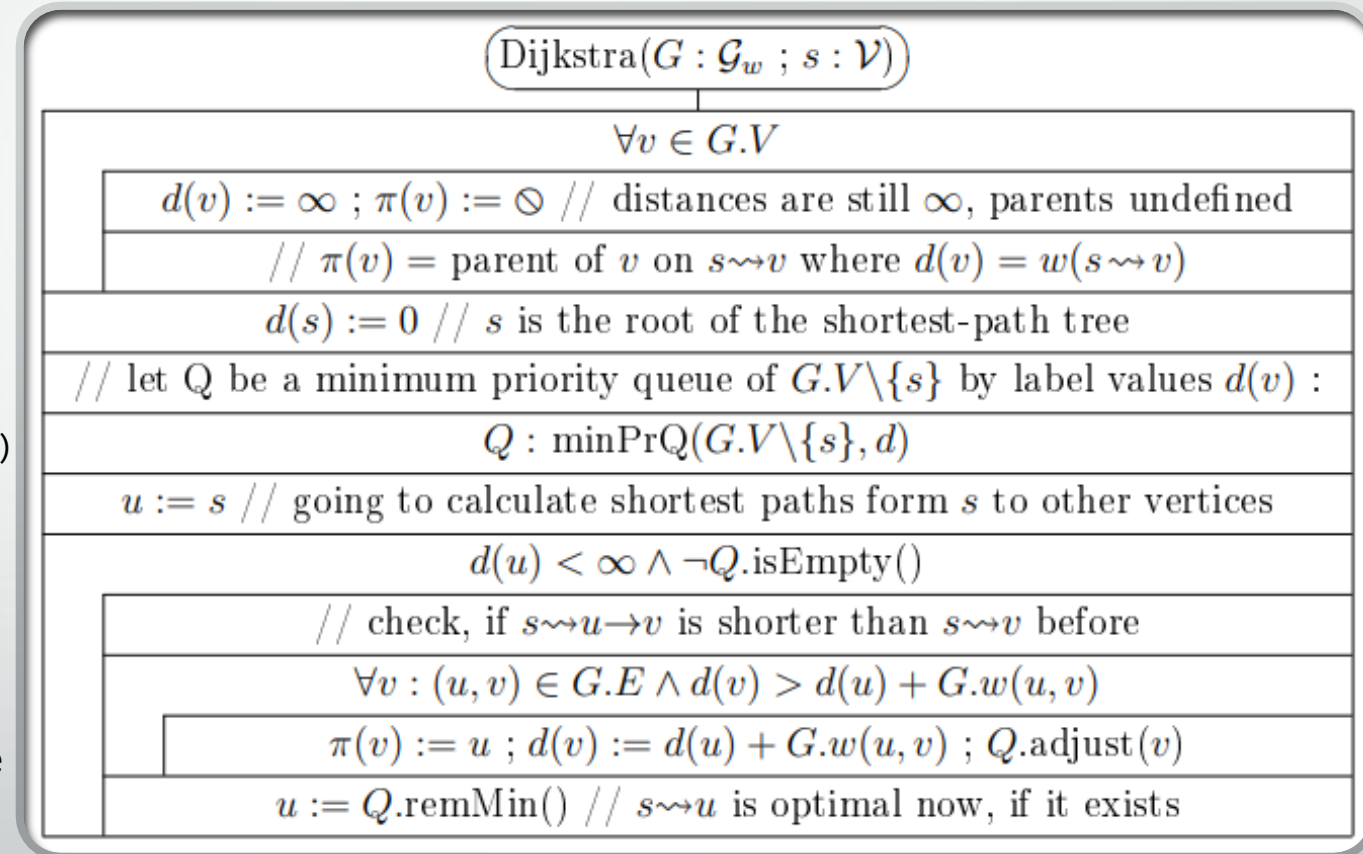 Dijkstra(G : 𝒢_w ; s : 𝒱)
∀v ∈ G.V
d(v) := ∞ ; π(v) := ⦸ // distances are still ∞, parents undefined
// π(v) = parent of v on s⇝v where d(v) = w(s⇝v)
d(s) := 0 // s is the root of the shortest-path tree
// let Q be a minimum priority queue of G.V\{s} by label values d(v) :
)
Q : minPrQ(G.V\{s}, d)
u := s // going to calculate shortest paths form s to other vertices
d(u) < ∞ ∧ ¬Q.isEmpty()
// check, if s⇝u→v is shorter than s⇝v before
∀v : (u, v) ∈ G.E ∧ d(v) > d(u) + G.w(u, v)
π(v) := u ; d(v) := d(u) + G.w(u, v) ; Q.adjust(v)
e
u := Q.remMin() // s⇝u is optimal now, if it exists